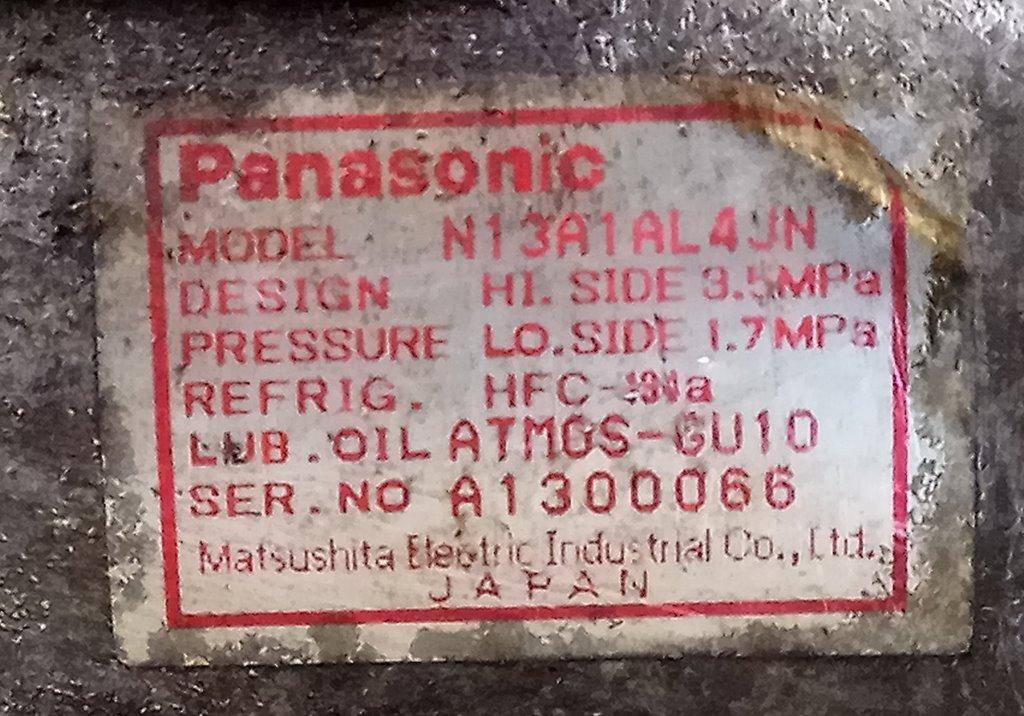 Panasonic
MODEL N13A1AL4JN
DESIGN HI. SIDE 3.5MPa
PRESSURE LO.SIDE 1.7MPa
REFRIG.
LUB.OIL ATMOS-GU10
SER.NO A1300066
Matsushita Electric Industrial Co., Ltd.
JAPAN